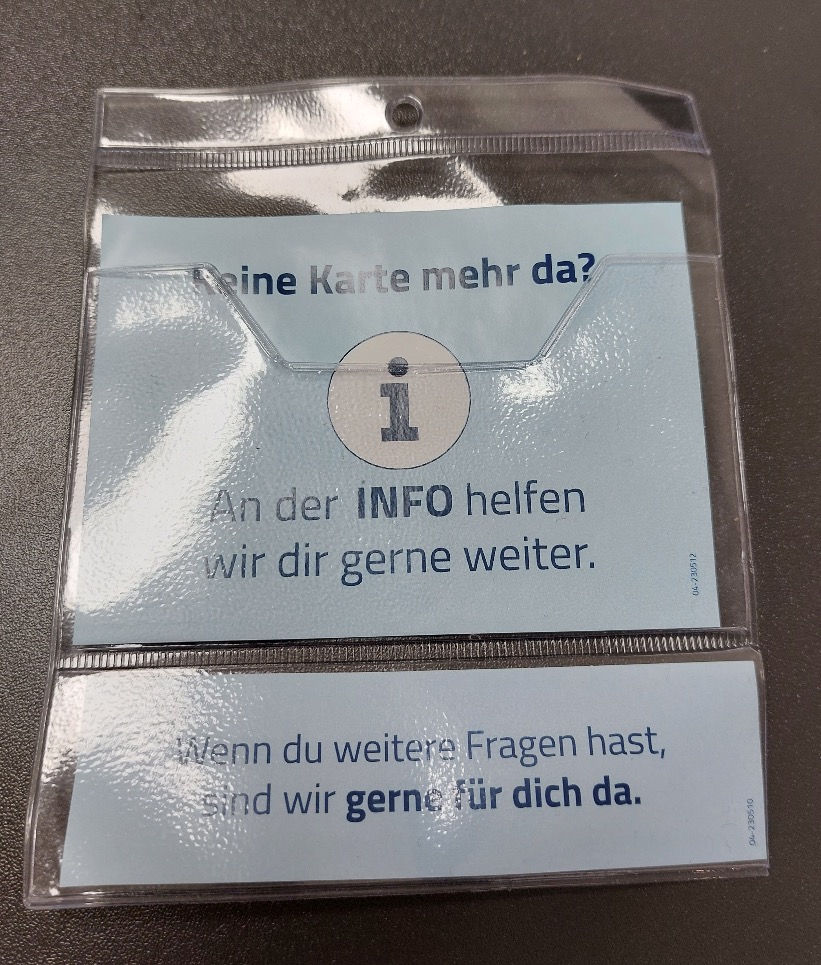 Keine Karte mehr da?
i
An der INFO helfen
wir dir gerne weiter.
04-230512
Wenn du weitere Fragen hast,
sind wir gerne für dich da.
04-230510